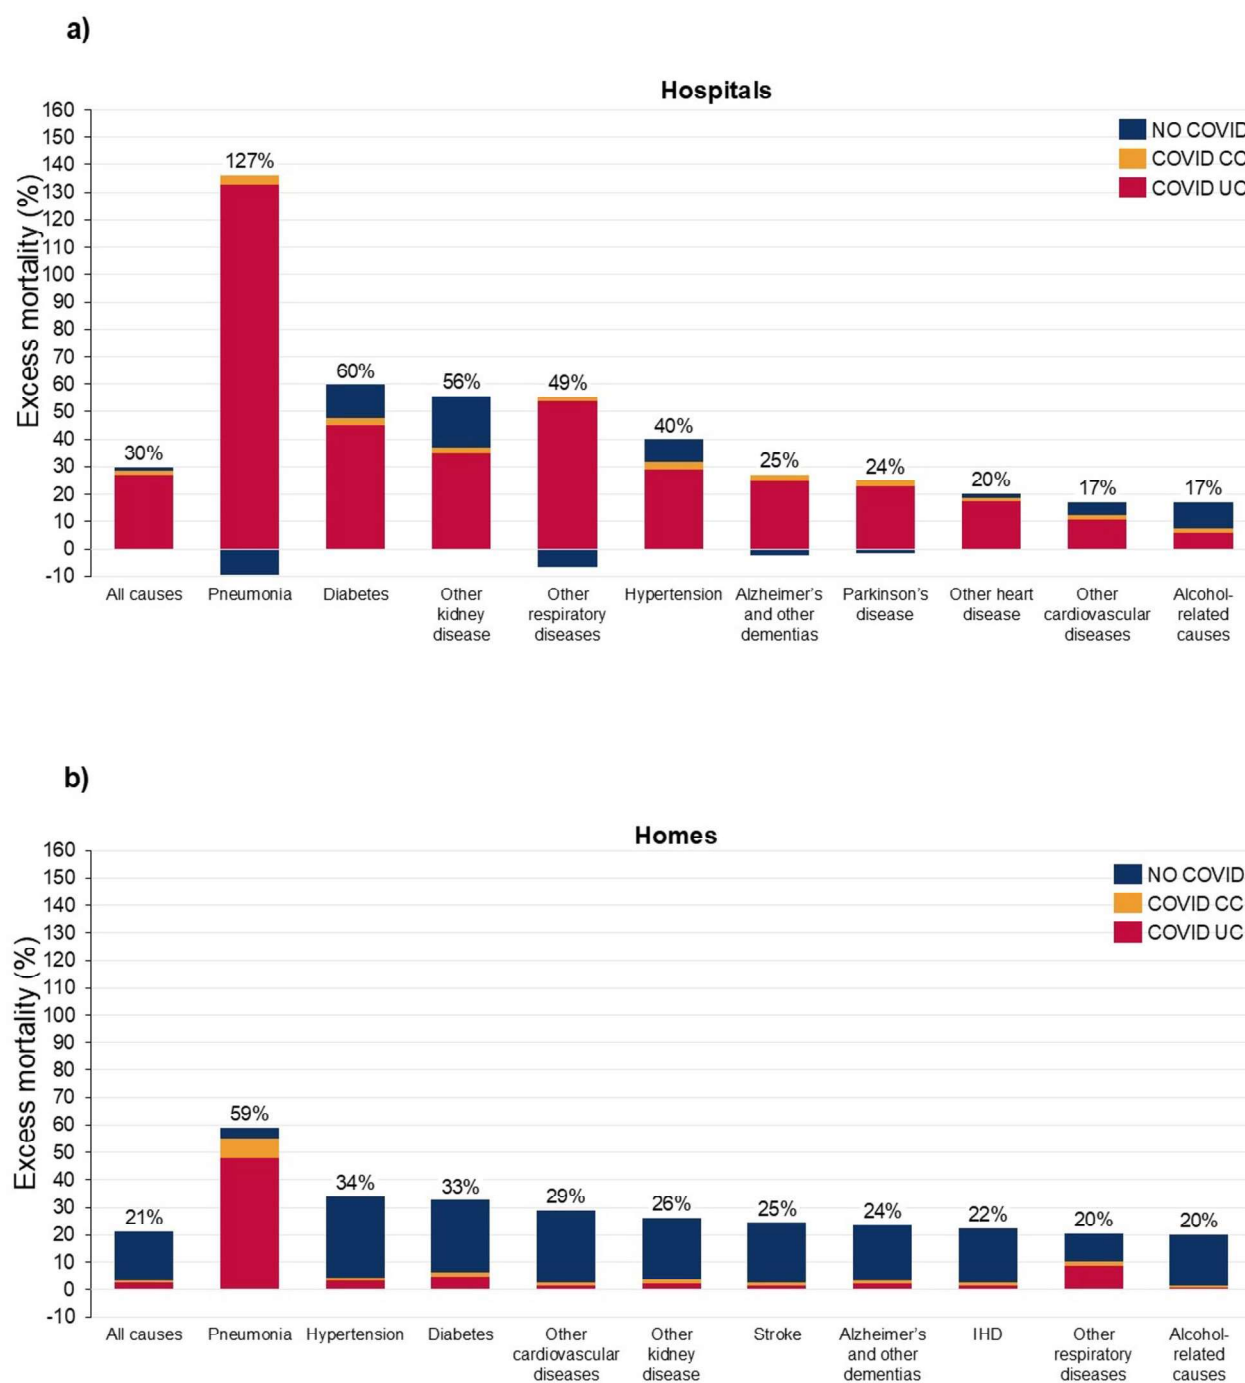 a)
Hospitals
Excess mortality (%)
160
150
140
130
120
110
100
90
80
70
60
50
40
30
20
10
0
-10
NO COVID
COVID CC
COVID UC
30%
127%
60%
56%
49%
40%
25%
24%
20%
17%
17%
All causes
Pneumonia
Diabetes
Other
kidney
disease
Other
respiratory
diseases
Hypertension
Alzheimer's
and other
dementias
Parkinson's
disease
Other heart
disease
Other
cardiovascular
diseases
Alcohol-
related
causes
b)
Homes
Excess mortality (%)
160
150
140
130
120
110
100
90
80
70
60
50
40
30
20
10
0
-10
NO COVID
COVID CC
COVID UC
21%
59%
34%
33%
29%
26%
25%
24%
22%
20%
20%
All causes
Pneumonia
Hypertension
Diabetes
Other
cardiovascular
diseases
Other
kidney
disease
Stroke
Alzheimer's
and other
dementias
IHD
Other
respiratory
diseases
Alcohol-
related
causes